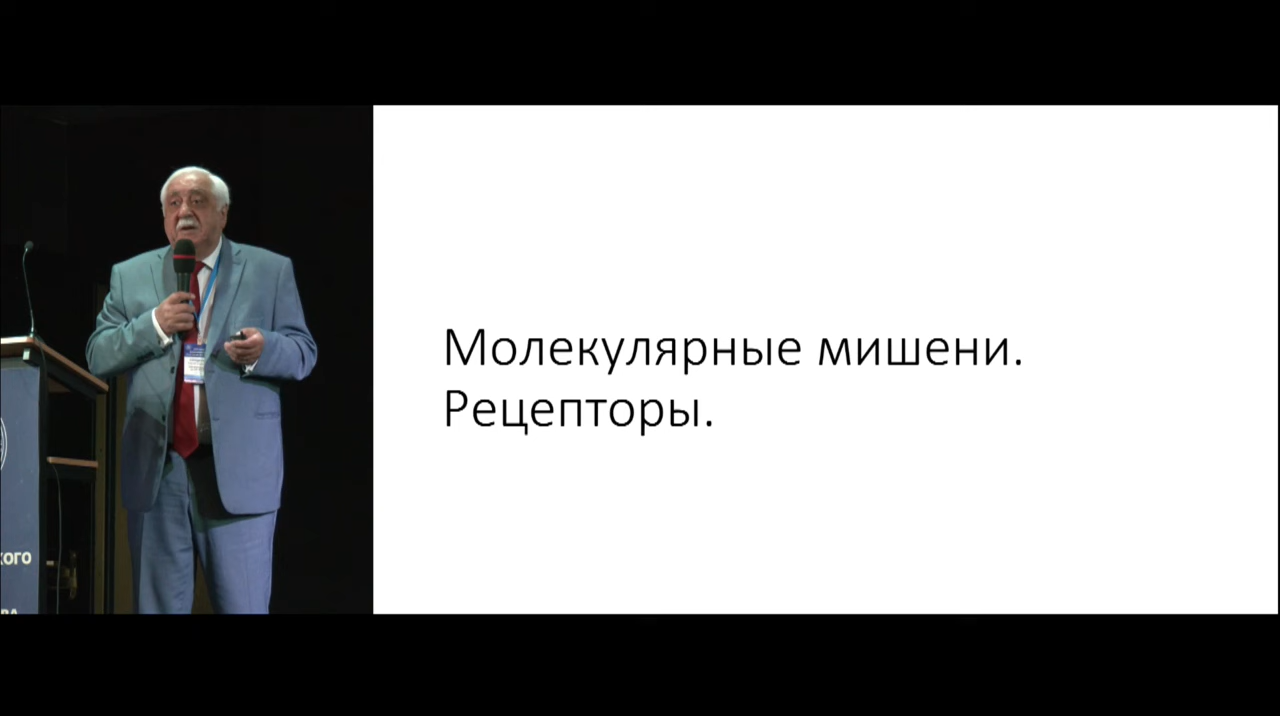 Молекулярные мишени.
Рецепторы.